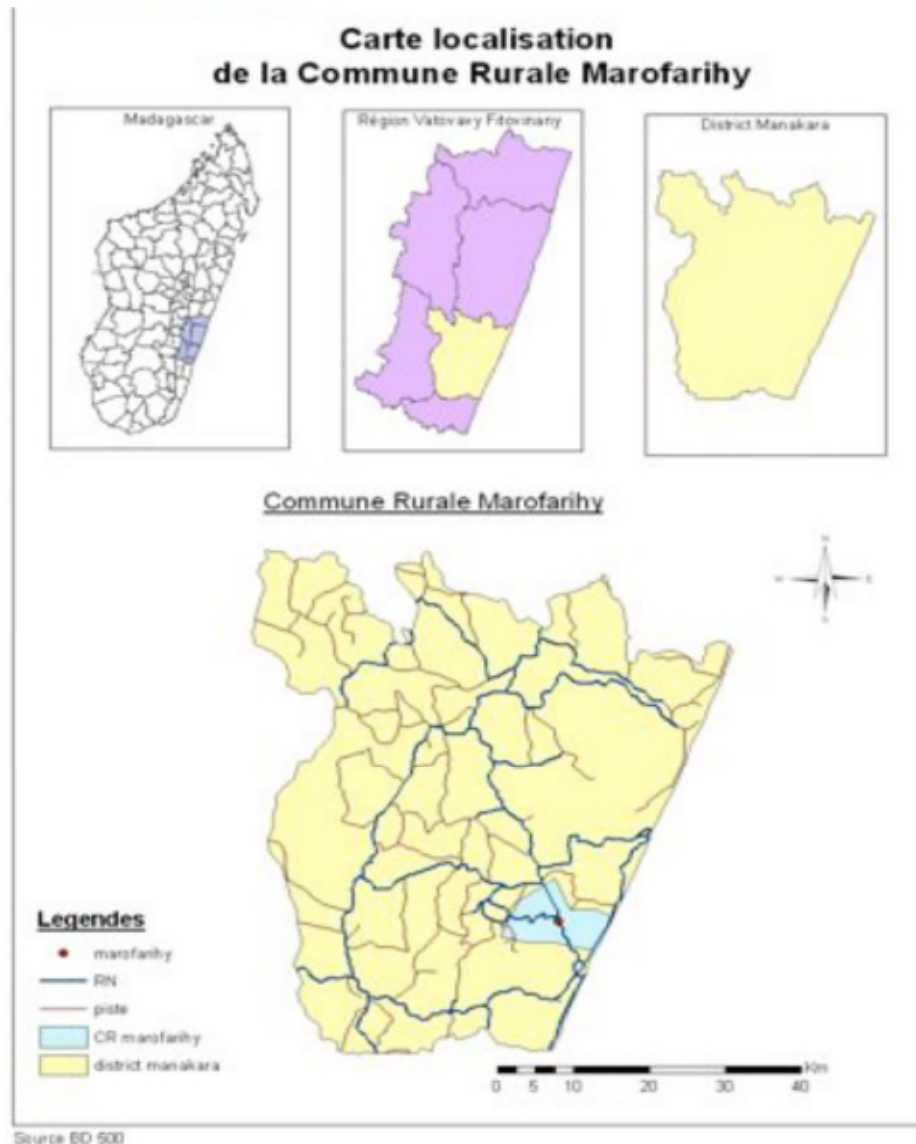 Carte localisation
de la Commune Rurale Marofarihy
Madagascar
Région Vatovavy Fitovinany
District Manakara
Commune Rurale Marofarihy
N
W E
S
Legendes
marofarihy
RN
piste
CR marofarihy
district manakara
0 5 10 20 30 40 Km
Source BD 500